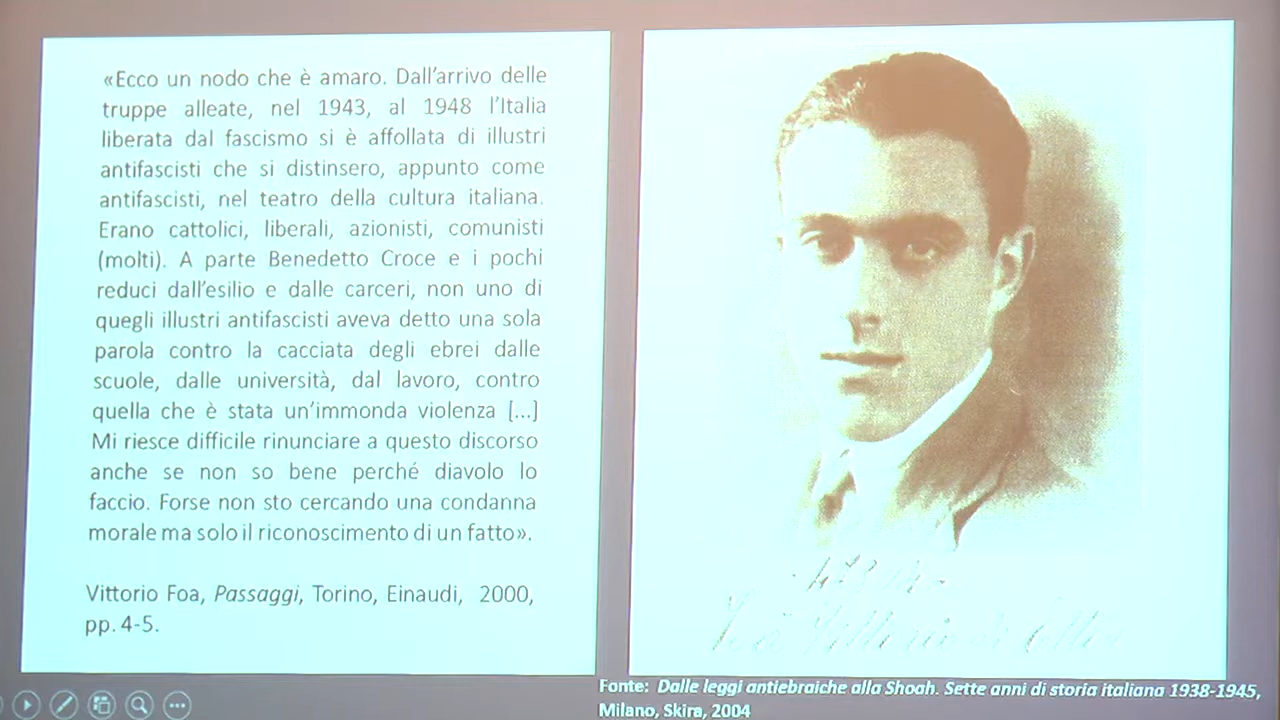 «Ecco un nodo che è amaro. Dall'arrivo delle
truppe alleate, nel 1943, al 1948 l'Italia
liberata dal fascismo si è affollata di illustri
antifascisti che si distinsero, appunto come
antifascisti, nel teatro della cultura italiana.
Erano cattolici, liberali, azionisti, comunisti
(molti). A parte Benedetto Croce e i pochi
reduci dall'esilio e dalle carceri, non uno di
quegli illustri antifascisti aveva detto una sola
parola contro la cacciata degli ebrei dalle
scuole, dalle università, dal lavoro, contro
quella che è stata un'immonda violenza [...]
Mi riesce difficile rinunciare a questo discorso
anche se non so bene perché diavolo lo
faccio. Forse non sto cercando una condanna
morale ma solo il riconoscimento di un fatto».
Vittorio Foa, Passaggi, Torino, Einaudi, 2000,
pp. 4-5.
Foà Vittorio di Ettore
Fonte: Dalle leggi antiebraiche alla Shoah. Sette anni di storia italiana 1938-1945,
Milano, Skira, 2004